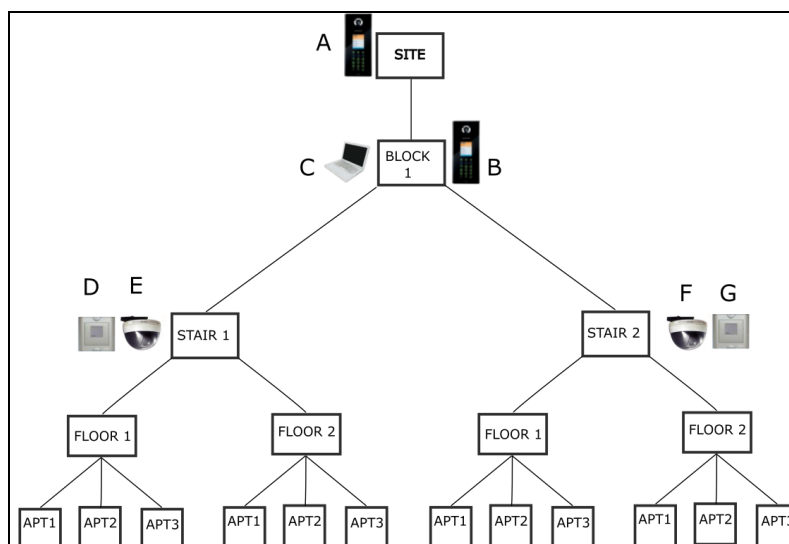 A
SITE
C
BLOCK
1
B
D
E
STAIR 1
F
G
STAIR 2
FLOOR 1
FLOOR 2
FLOOR 1
FLOOR 2
APT1
APT2
APT3
APT1
APT2
APT3
APT1
APT2
APT3
APT1
APT2
APT3